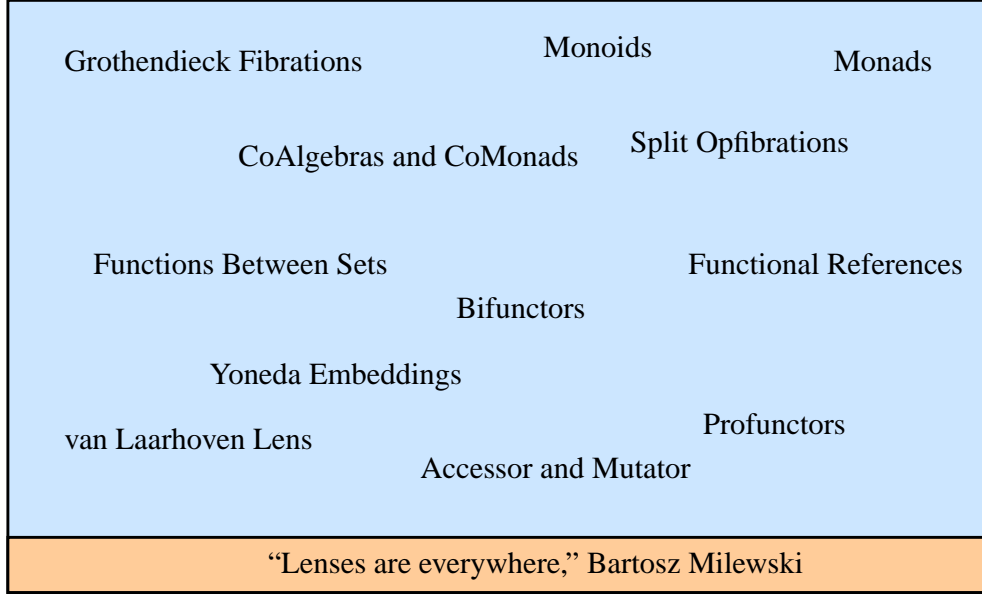 Monoids
Grothendieck Fibrations
Monads
Split Opfibrations
CoAlgebras and CoMonads
Functions Between Sets
Functional References
Bifunctors
Yoneda Embeddings
Profunctors
van Laarhoven Lens
Accessor and Mutator
“Lenses are everywhere,” Bartosz Milewski